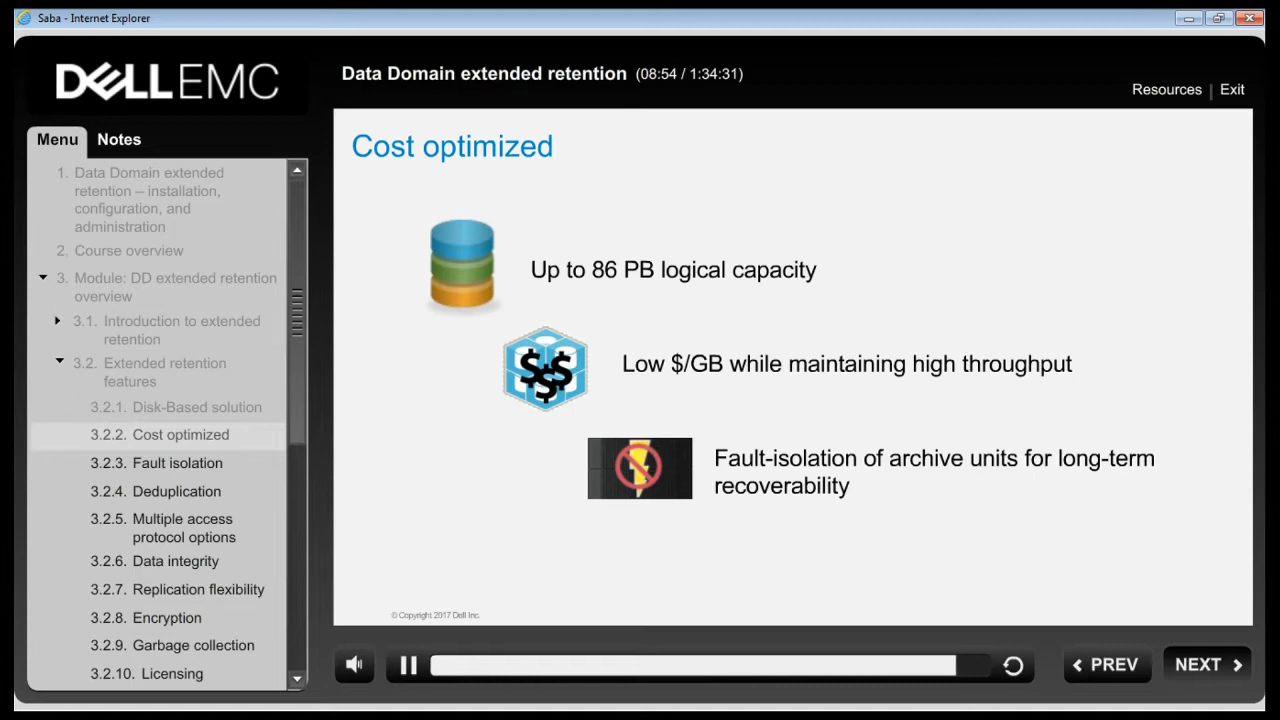 Saba - Internet Explorer
DELLEMC
Data Domain extended retention (08:54 / 1:34:31)
Resources | Exit
Menu
Notes
1. Data Domain extended
retention – installation,
configuration, and
administration
2. Course overview
3. Module: DD extended retention
overview
3.1. Introduction to extended
retention
3.2. Extended retention
features
3.2.1. Disk-Based solution
3.2.2. Cost optimized
3.2.3. Fault isolation
3.2.4. Deduplication
3.2.5. Multiple access
protocol options
3.2.6. Data integrity
3.2.7. Replication flexibility
3.2.8. Encryption
3.2.9. Garbage collection
3.2.10. Licensing
Cost optimized
Up to 86 PB logical capacity
$$$
Low $/GB while maintaining high throughput
Fault-isolation of archive units for long-term
recoverability
© Copyright 2017 Dell Inc.
PREV
NEXT